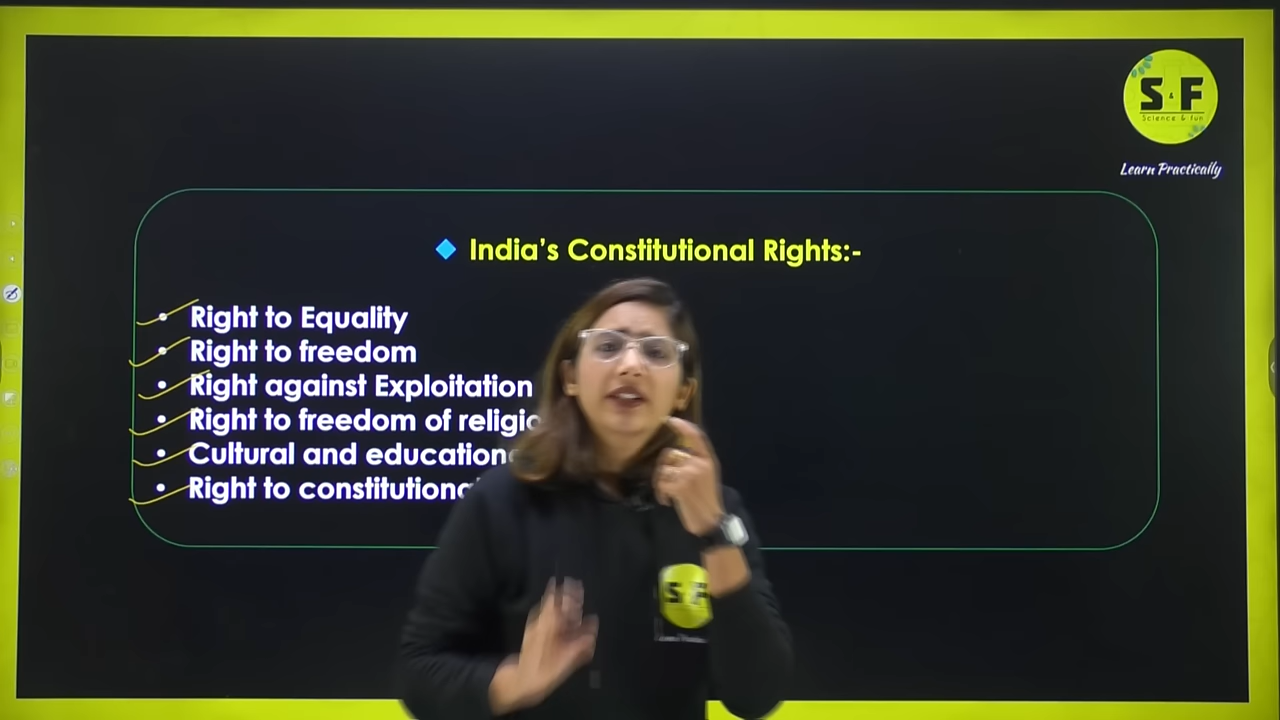 S&F
Science & fun
Learn Practically
India's Constitutional Rights:-
• Right to Equality
• Right to freedom
• Right against Exploitation
• Right to freedom of
• Cultural and
• Right to
S F